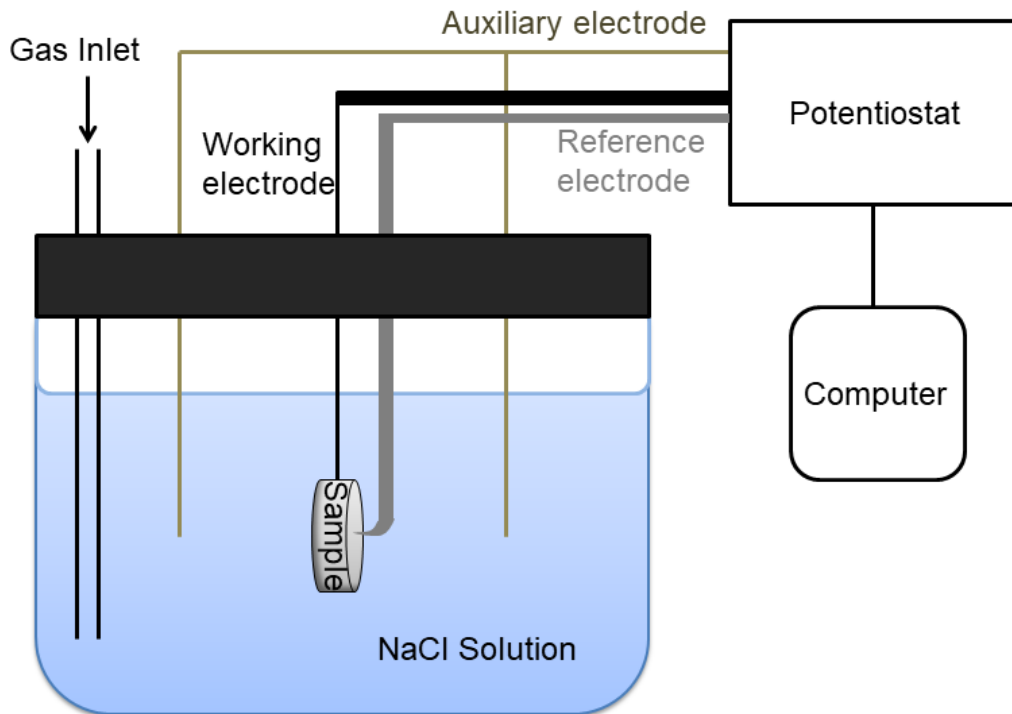 Auxiliary electrode
Gas Inlet
Potentiostat
Working
electrode
Reference
electrode
Computer
Sample
NaCl Solution